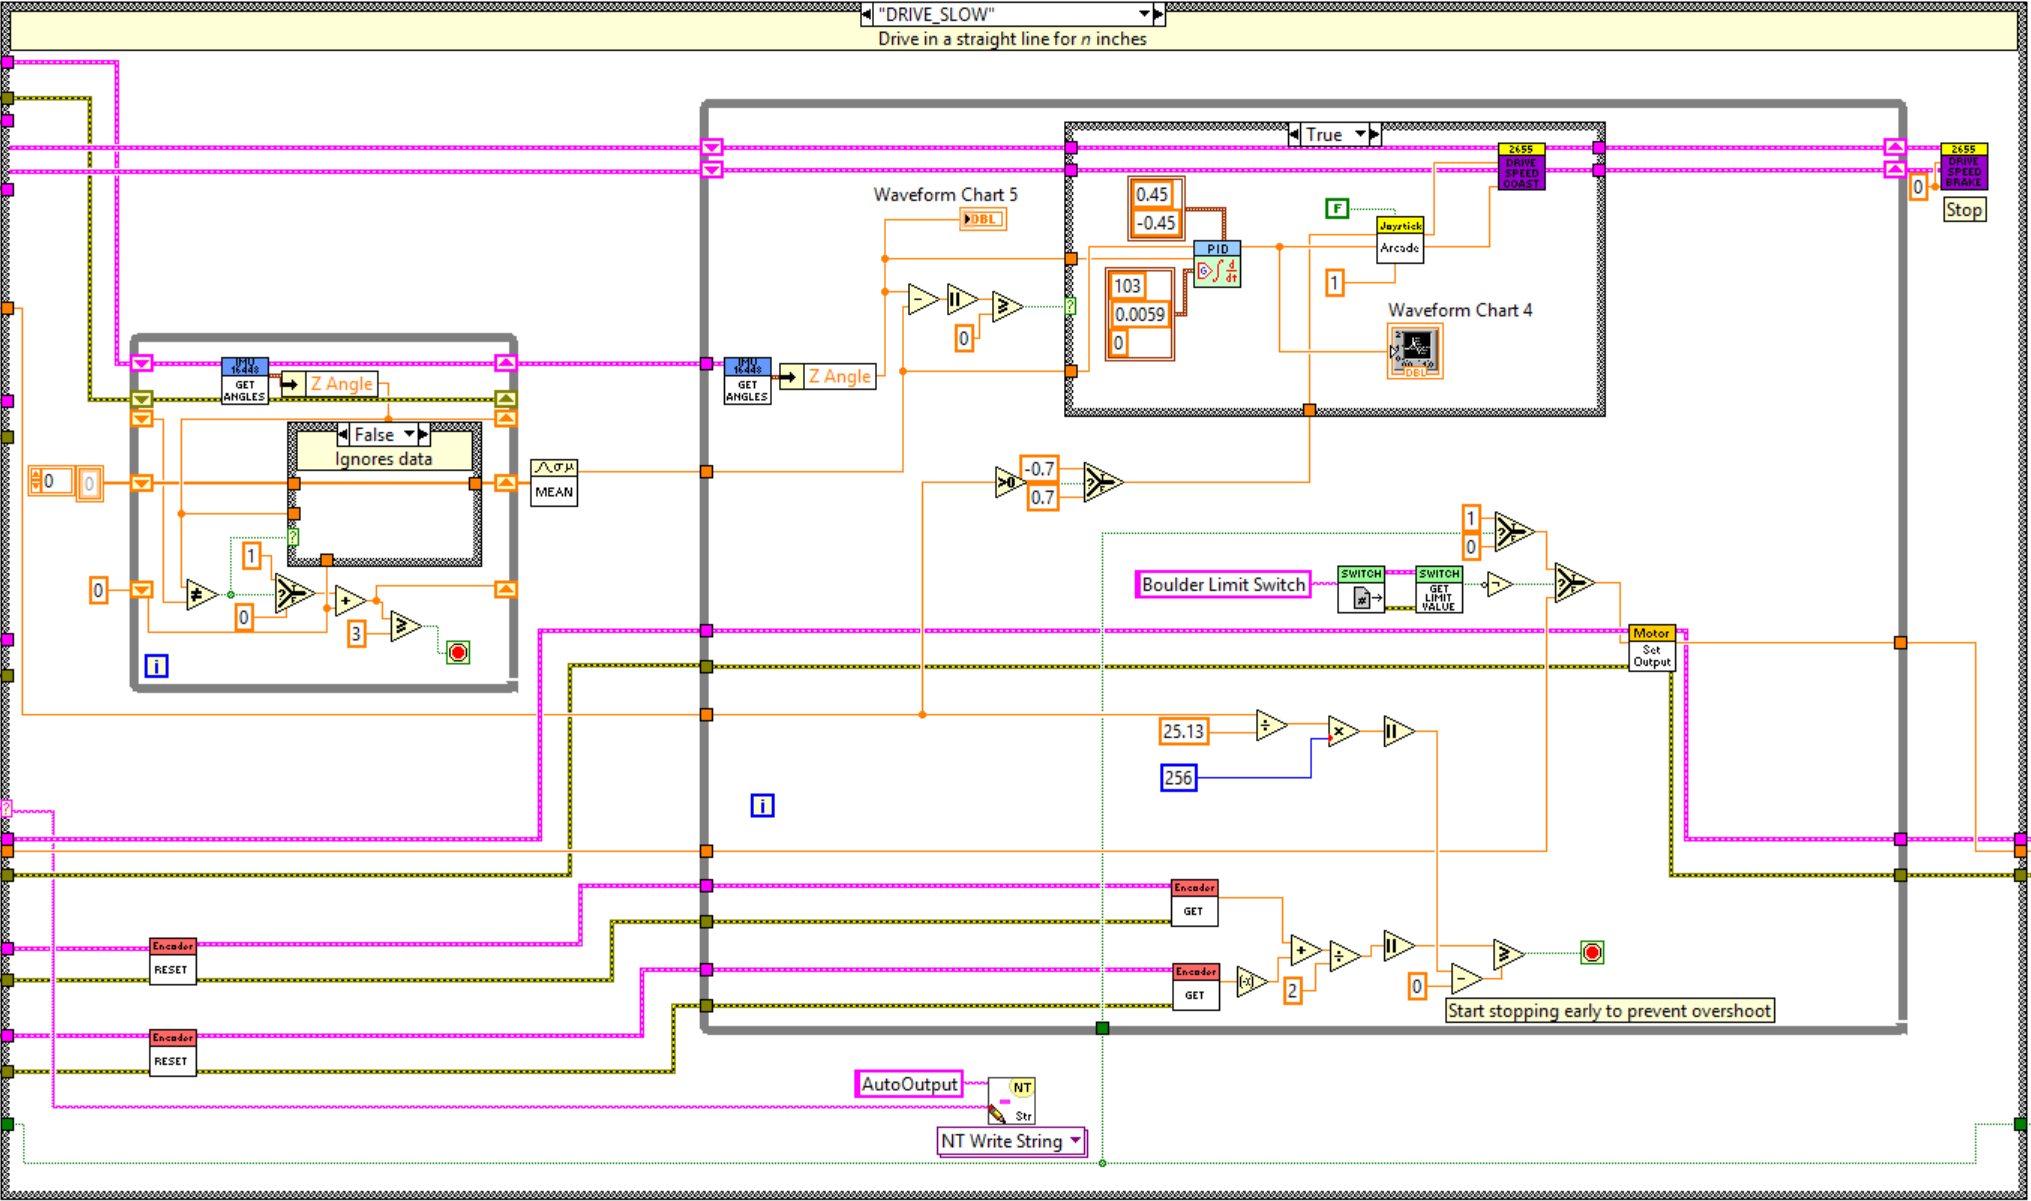 "DRIVE_SLOW"
Drive in a straight line for n inches
True
2655
DRIVE
SPEED
COAST
2655
DRIVE
SPEED
BRAKE
0
Stop
Waveform Chart 5
DBL
0.45
-0.45
F
Joystick
Arcade
PID
1
103
0.0059
0
0
Waveform Chart 4
DBL
IMU
16448
GET
ANGLES
Z Angle
IMU
16448
GET
ANGLES
Z Angle
False
Ignores data
0
0
MEAN
>0
-0.7
0.7
1
0
1
0
0
3
i
Boulder Limit Switch
SWITCH
SWITCH
GET
LIMIT
VALUE
Motor
Set
Output
25.13
256
i
Encoder
GET
Encoder
RESET
Encoder
GET
2
0
Start stopping early to prevent overshoot
Encoder
RESET
AutoOutput
NT
Str
NT Write String